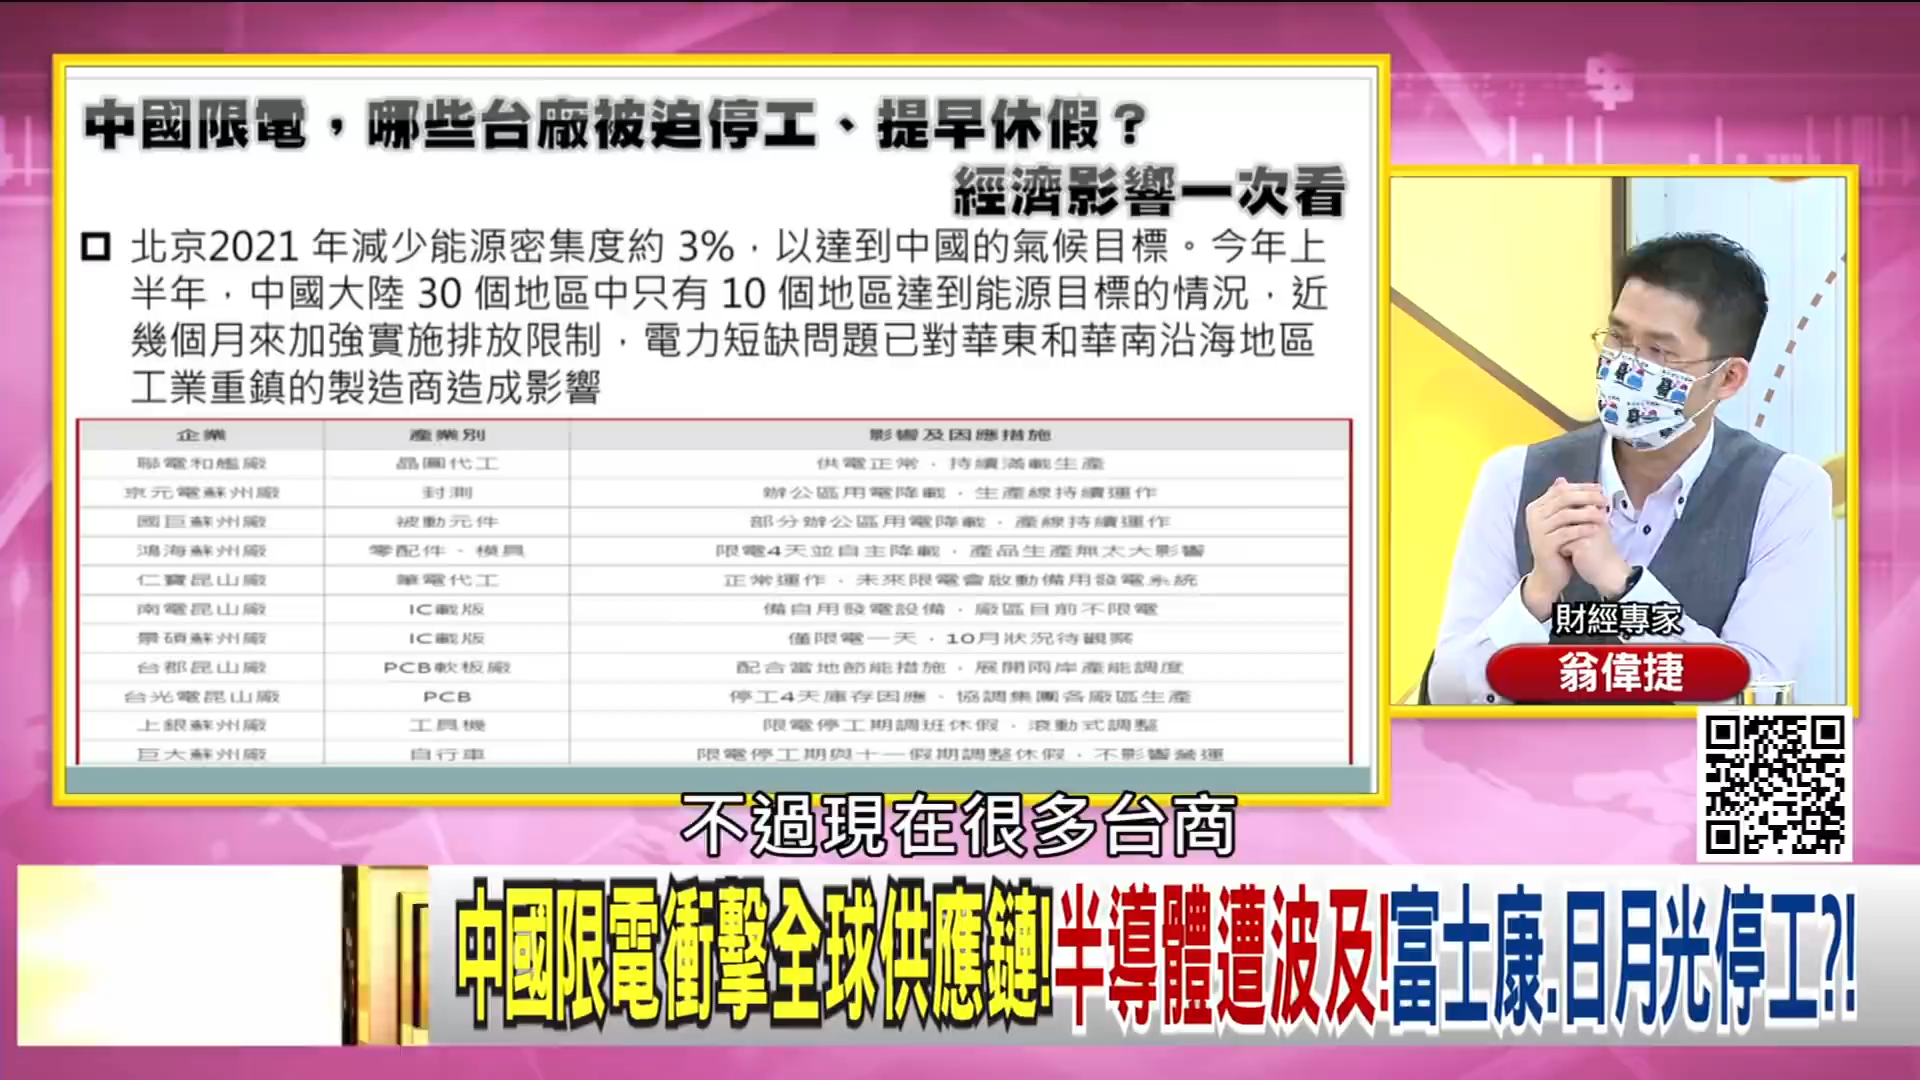 中國限電，哪些台廠被迫停工、提早休假？
經濟影響一次看
北京2021 年減少能源密集度約 3%，以達到中國的氣候目標。今年上
半年，中國大陸 30 個地區中只有 10 個地區達到能源目標的情況，近
幾個月來加強實施排放限制，電力短缺問題已對華東和華南沿海地區
工業重鎮的製造商造成影響
企業 產業別 影響及因應措施
聯電和艦廠 晶圓代工 供電正常，持續滿載生產
京元電蘇州廠 封測 辦公區用電降載，生產線持續運作
國巨蘇州廠 被動元件 部分辦公區用電降載，產線持續運作
鴻海蘇州廠 零配件、模具 限電4天並自主降載，產品生產無太大影響
仁寶昆山廠 筆電代工 正常運作，未來限電會啟動備用發電系統
南電昆山廠 IC載版 備自用發電設備，廠區目前不限電
景碩蘇州廠 IC載版 僅限電一天，10月狀況待觀察
台郡昆山廠 PCB軟板廠 配合當地節能措施，展開兩岸產能調度
台光電昆山廠 PCB 停工4天庫存因應、協調集團各廠區生產
上銀蘇州廠 工具機 限電停工期調班休假，滾動式調整
巨大蘇州廠 自行車 限電停工期與十一假期調整休假，不影響營運
財經專家
翁偉捷
不過現在很多台商
中國限電衝擊全球供應鏈!半導體遭波及!富士康.日月光停工?!